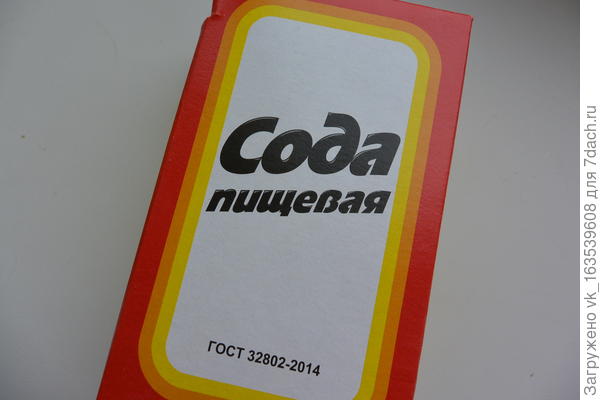 Сода
пищевая
ГОСТ 32802-2014
Загружено vk_163539608 для 7dach.ru